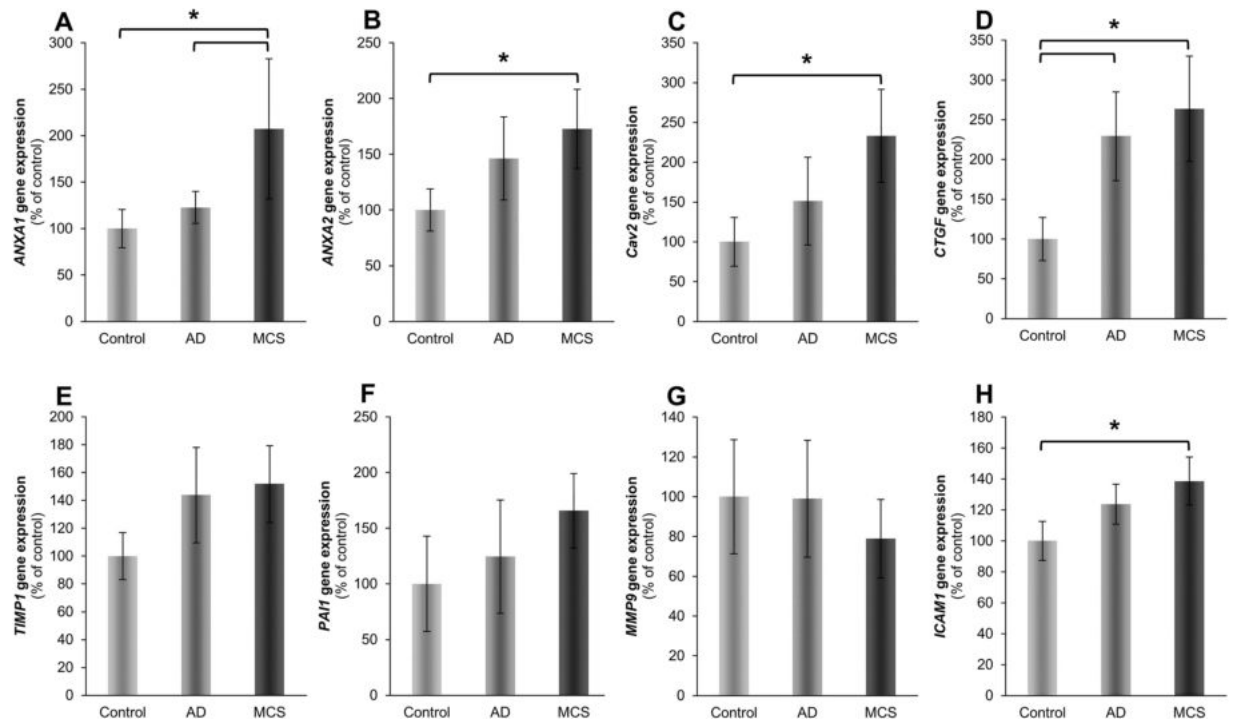 A
*
ANXA1 gene expression
(% of control)
300
250
200
150
100
50
0
Control AD MCS
B
*
ANXA2 gene expression
(% of control)
250
200
150
100
50
0
Control AD MCS
C
*
Cav2 gene expression
(% of control)
350
300
250
200
150
100
50
0
Control AD MCS
D
*
CTGF gene expression
(% of control)
350
300
250
200
150
100
50
0
Control AD MCS
E
TIMP1 gene expression
(% of control)
200
180
160
140
120
100
80
60
40
20
0
Control AD MCS
F
PAI1 gene expression
(% of control)
250
200
150
100
50
0
Control AD MCS
G
MMP9 gene expression
(% of control)
140
120
100
80
60
40
20
0
Control AD MCS
H
*
ICAM1 gene expression
(% of control)
180
160
140
120
100
80
60
40
20
0
Control AD MCS